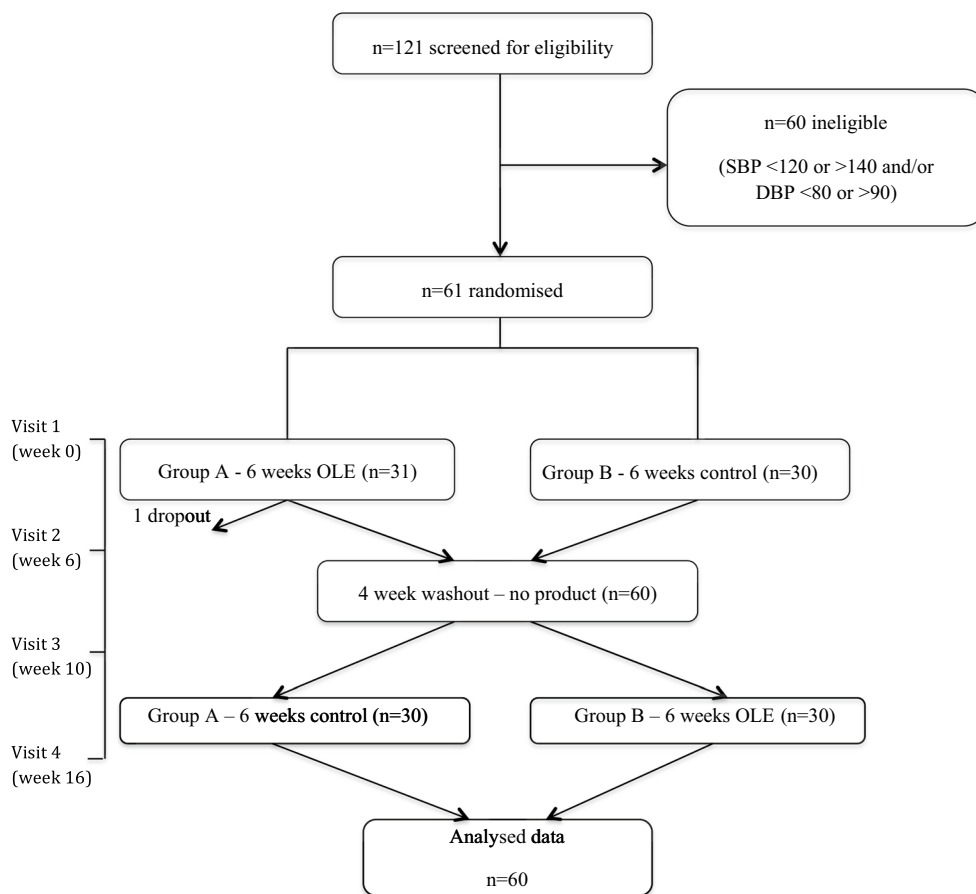 n=121 screened for eligibility
n=60 ineligible
(SBP <120 or >140 and/or
DBP <80 or >90)
n=61 randomised
Visit 1
(week 0)
Group A - 6 weeks OLE (n=31)
Group B - 6 weeks control (n=30)
1 dropout
Visit 2
(week 6)
4 week washout – no product (n=60)
Visit 3
(week 10)
Group A – 6 weeks control (n=30)
Group B – 6 weeks OLE (n=30)
Visit 4
(week 16)
Analysed data
n=60